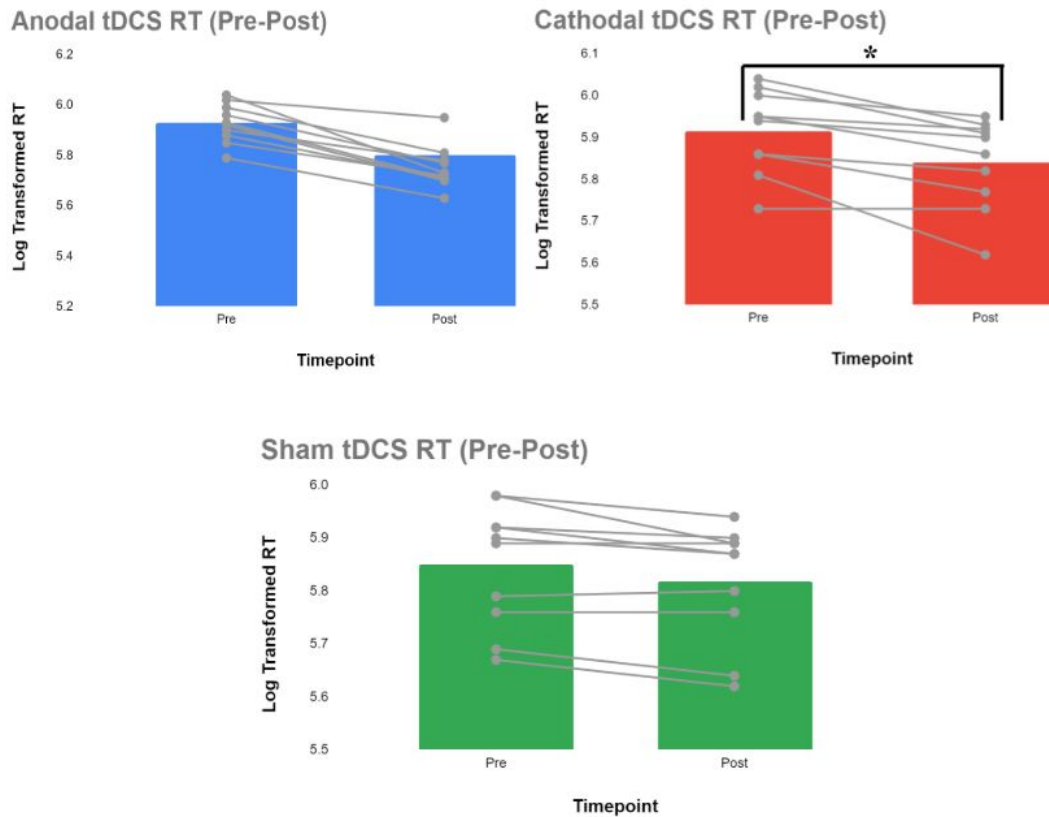 Anodal tDCS RT (Pre-Post)
Log Transformed RT
6.2
6.0
5.8
5.6
5.4
5.2
Pre
Post
Timepoint
Cathodal tDCS RT (Pre-Post)
Log Transformed RT
6.1
6.0
5.9
5.8
5.7
5.6
5.5
*
Pre
Post
Timepoint
Sham tDCS RT (Pre-Post)
Log Transformed RT
6.0
5.9
5.8
5.7
5.6
5.5
Pre
Post
Timepoint